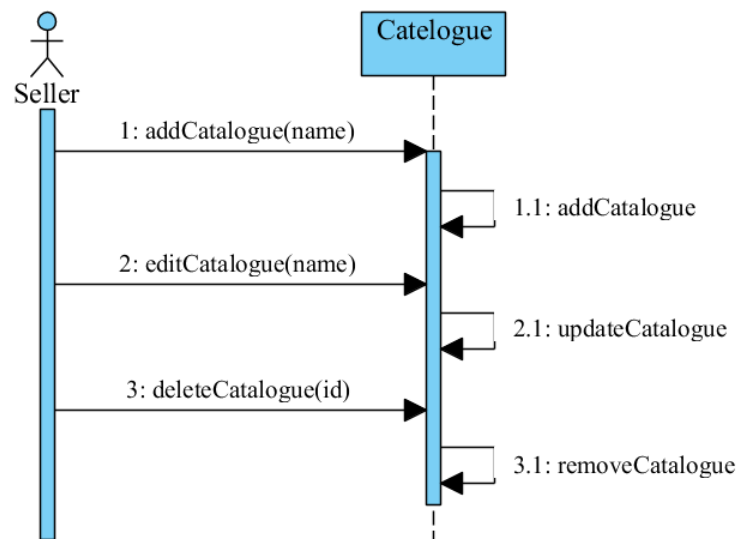 Catelogue
Seller
1: addCatalogue(name)
1.1: addCatalogue
2: editCatalogue(name)
2.1: updateCatalogue
3: deleteCatalogue(id)
3.1: removeCatalogue